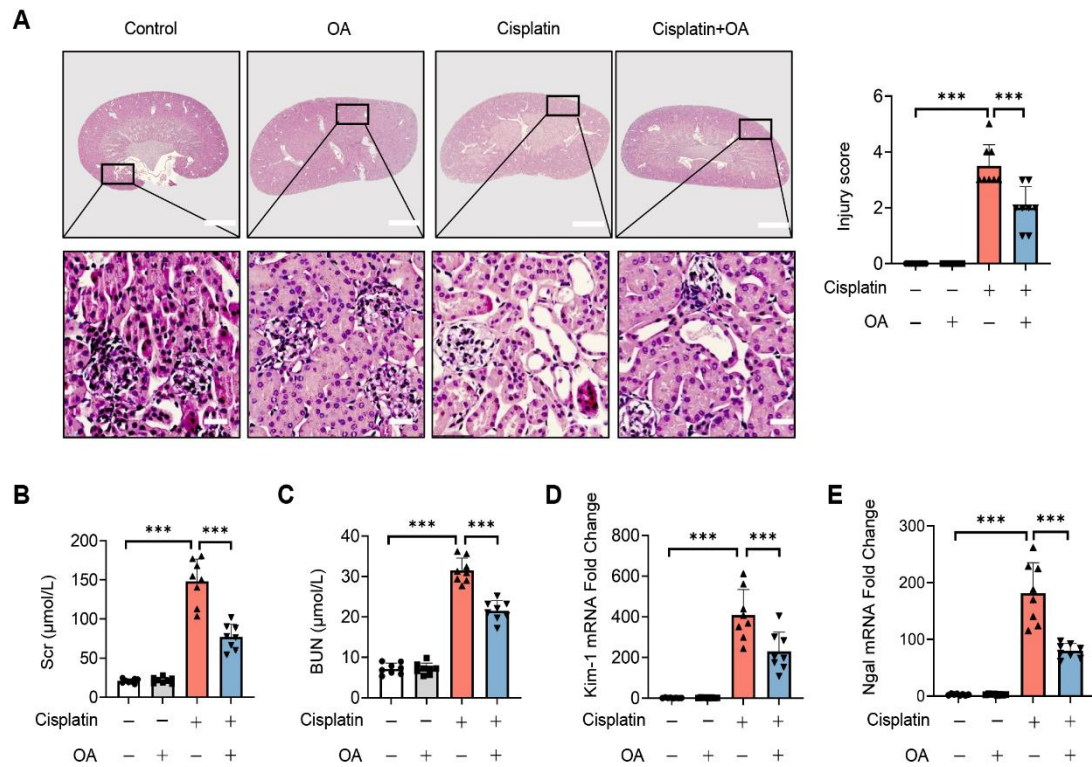 A
Control OA Cisplatin Cisplatin+OA
Injury score
6
4
2
0
*** ***
Cisplatin − − + +
OA − + − +
B
Scr (μmol/L)
200
150
100
50
0
*** ***
Cisplatin − − + +
OA − + − +
C
BUN (μmol/L)
40
30
20
10
0
*** ***
Cisplatin − − + +
OA − + − +
D
Kim-1 mRNA Fold Change
800
600
400
200
0
*** ***
Cisplatin − − + +
OA − + − +
E
Ngal mRNA Fold Change
300
200
100
0
*** ***
Cisplatin − − + +
OA − + − +